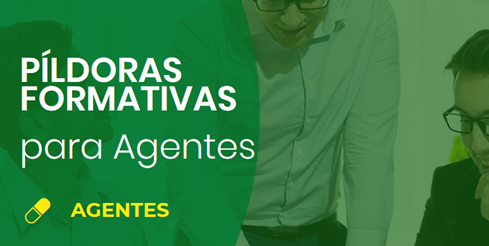 PÍLDORAS
FORMATIVAS
para Agentes
AGENTES